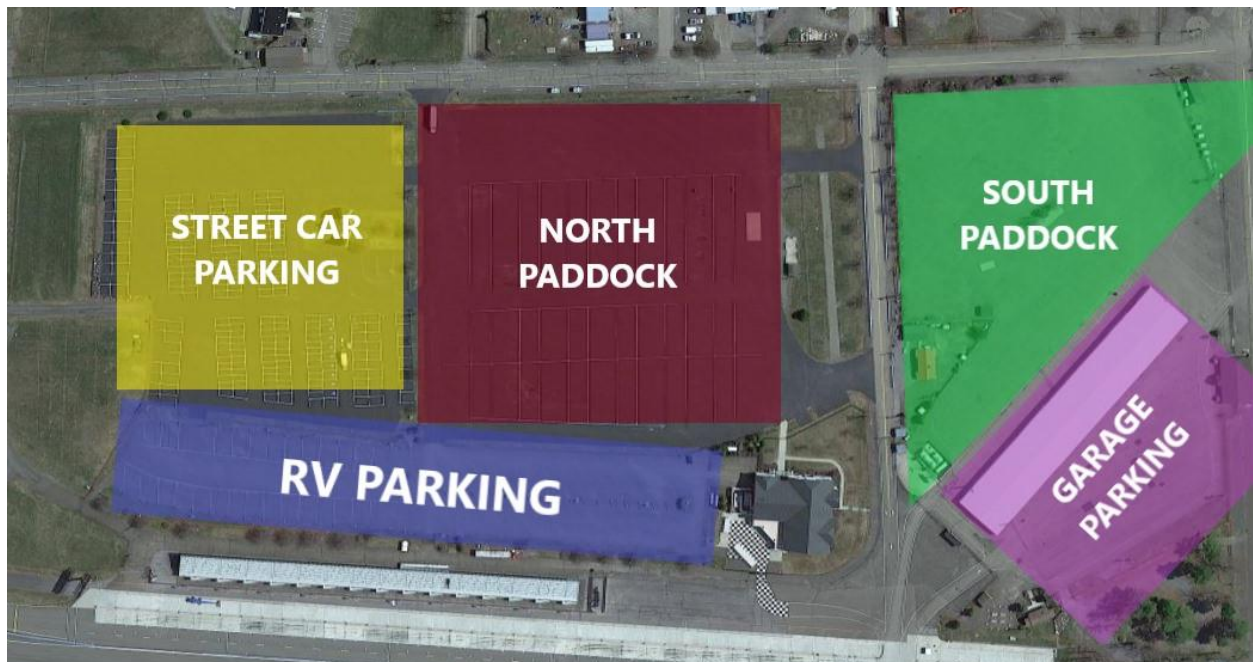 STREET CAR
PARKING
NORTH
PADDOCK
SOUTH
PADDOCK
RV PARKING
GARAGE
PARKING